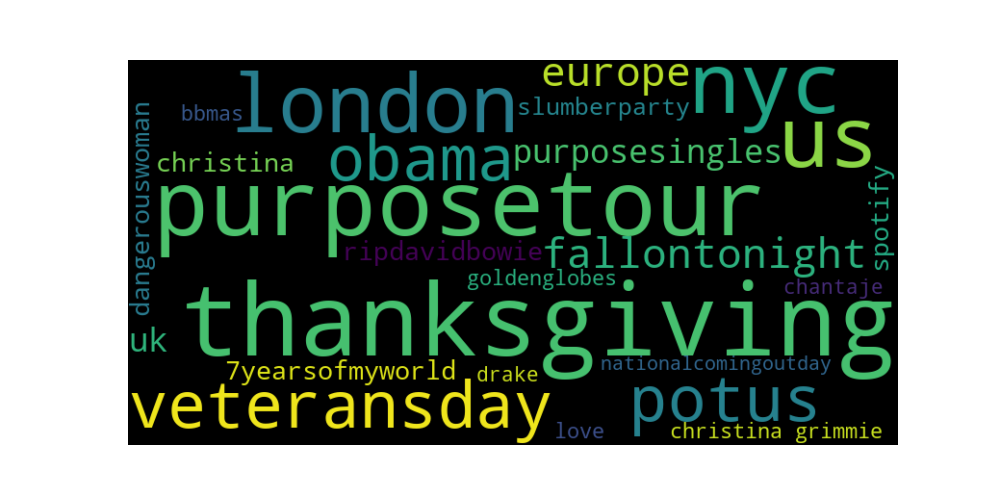 europe
nyc
london
bbmas
slumberparty
dangerouswoman
us
obama
purposesingles
christina
purposetour
spotify
ripdavidbowie
fallontonight
goldenglobes
chantaje
thanksgiving
uk
7yearsofmyworld
drake
nationalcomingoutday
veteransday
potus
love
christina grimmie